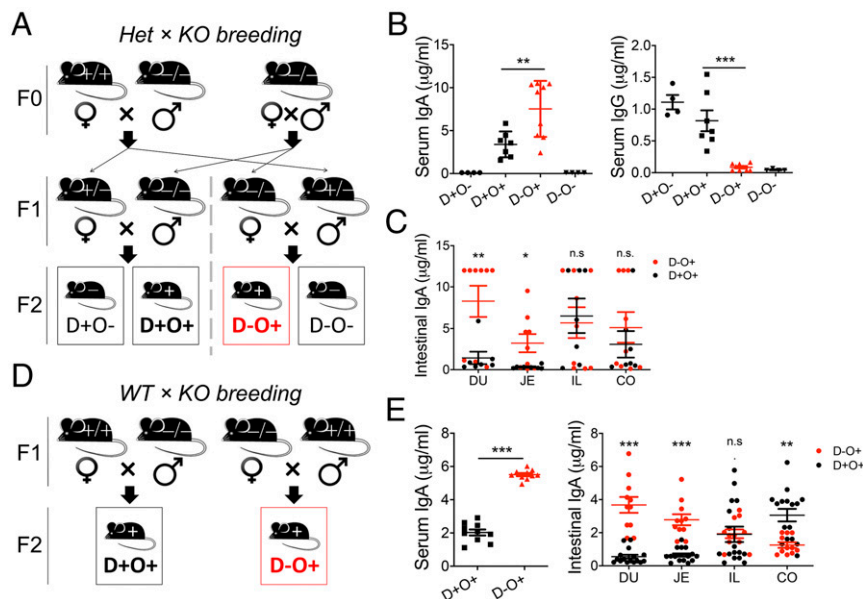 A
Het × KO breeding
F0
+/+
-/-
-/-
×
×
F1
+/-
-/-
-/-
+/-
×
×
F2
-
+
+
-
D+O-
D+O+
D-O+
D-O-
B
Serum IgA (µg/ml)
15
10
5
0
**
D+O-
D+O+
D-O+
D-O-
Serum IgG (µg/ml)
2.0
1.5
1.0
0.5
0.0
***
D+O-
D+O+
D-O+
D-O-
C
Intestinal IgA (µg/ml)
15
10
5
0
**
*
n.s
n.s.
D-O+
D+O+
DU
JE
IL
CO
D
WT × KO breeding
F1
+/+
-/-
-/-
+/+
×
×
F2
+
+
D+O+
D-O+
E
Serum IgA (µg/ml)
8
6
4
2
0
***
D+O+
D-O+
Intestinal IgA (µg/ml)
8
6
4
2
0
***
***
n.s
.
**
D-O+
D+O+
DU
JE
IL
CO